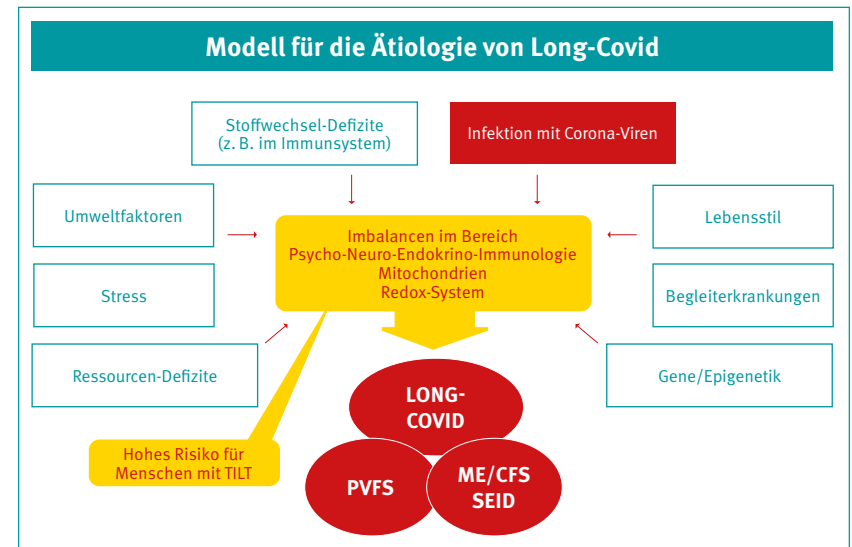 Modell für die Ätiologie von Long-Covid
Stoffwechsel-Defizite
(z. B. im Immunsystem)
Infektion mit Corona-Viren
Umweltfaktoren
Lebensstil
Imbalancen im Bereich
Psycho-Neuro-Endokrino-Immunologie
Mitochondrien
Redox-System
Stress
Begleiterkrankungen
Ressourcen-Defizite
Gene/Epigenetik
LONG-
COVID
Hohes Risiko für
Menschen mit TILT
PVFS
ME/CFS
SEID